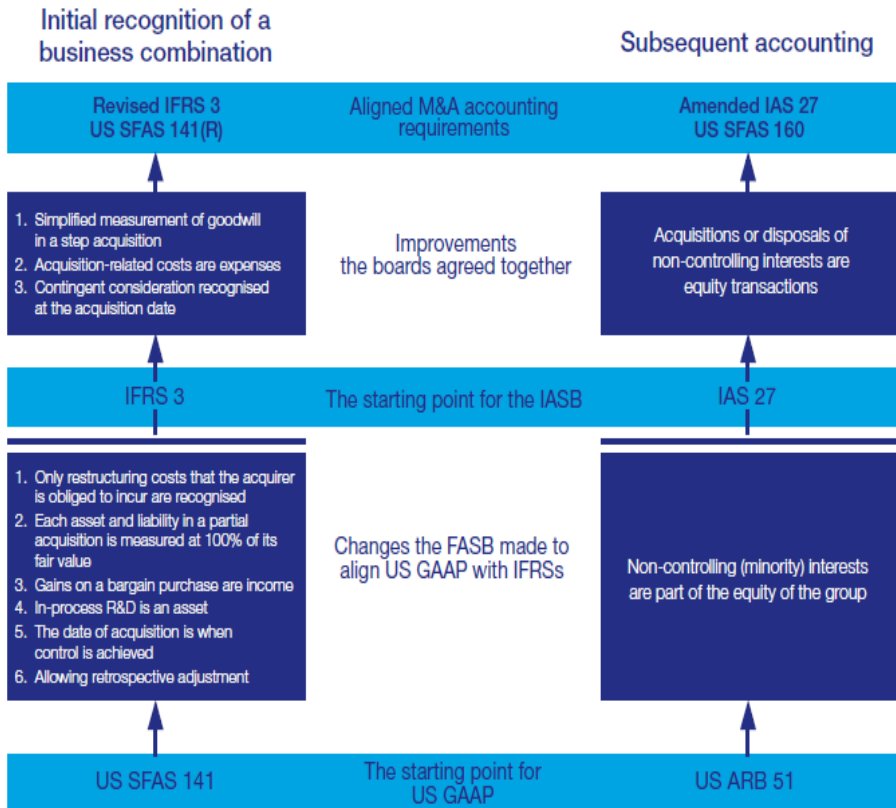 Initial recognition of a
business combination
Subsequent accounting
Revised IFRS 3
US SFAS 141(R)
Aligned M&A accounting
requirements
Amended IAS 27
US SFAS 160
1. Simplified measurement of goodwill
in a step acquisition
2. Acquisition-related costs are expenses
3. Contingent consideration recognised
at the acquisition date
Improvements
the boards agreed together
Acquisitions or disposals of
non-controlling interests are
equity transactions
IFRS 3
The starting point for the IASB
IAS 27
1. Only restructuring costs that the acquirer
is obliged to incur are recognised
2. Each asset and liability in a partial
acquisition is measured at 100% of its
fair value
3. Gains on a bargain purchase are income
4. In-process R&D is an asset
5. The date of acquisition is when
control is achieved
6. Allowing retrospective adjustment
Changes the FASB made to
align US GAAP with IFRSs
Non-controlling (minority) interests
are part of the equity of the group
US SFAS 141
The starting point for
US GAAP
US ARB 51